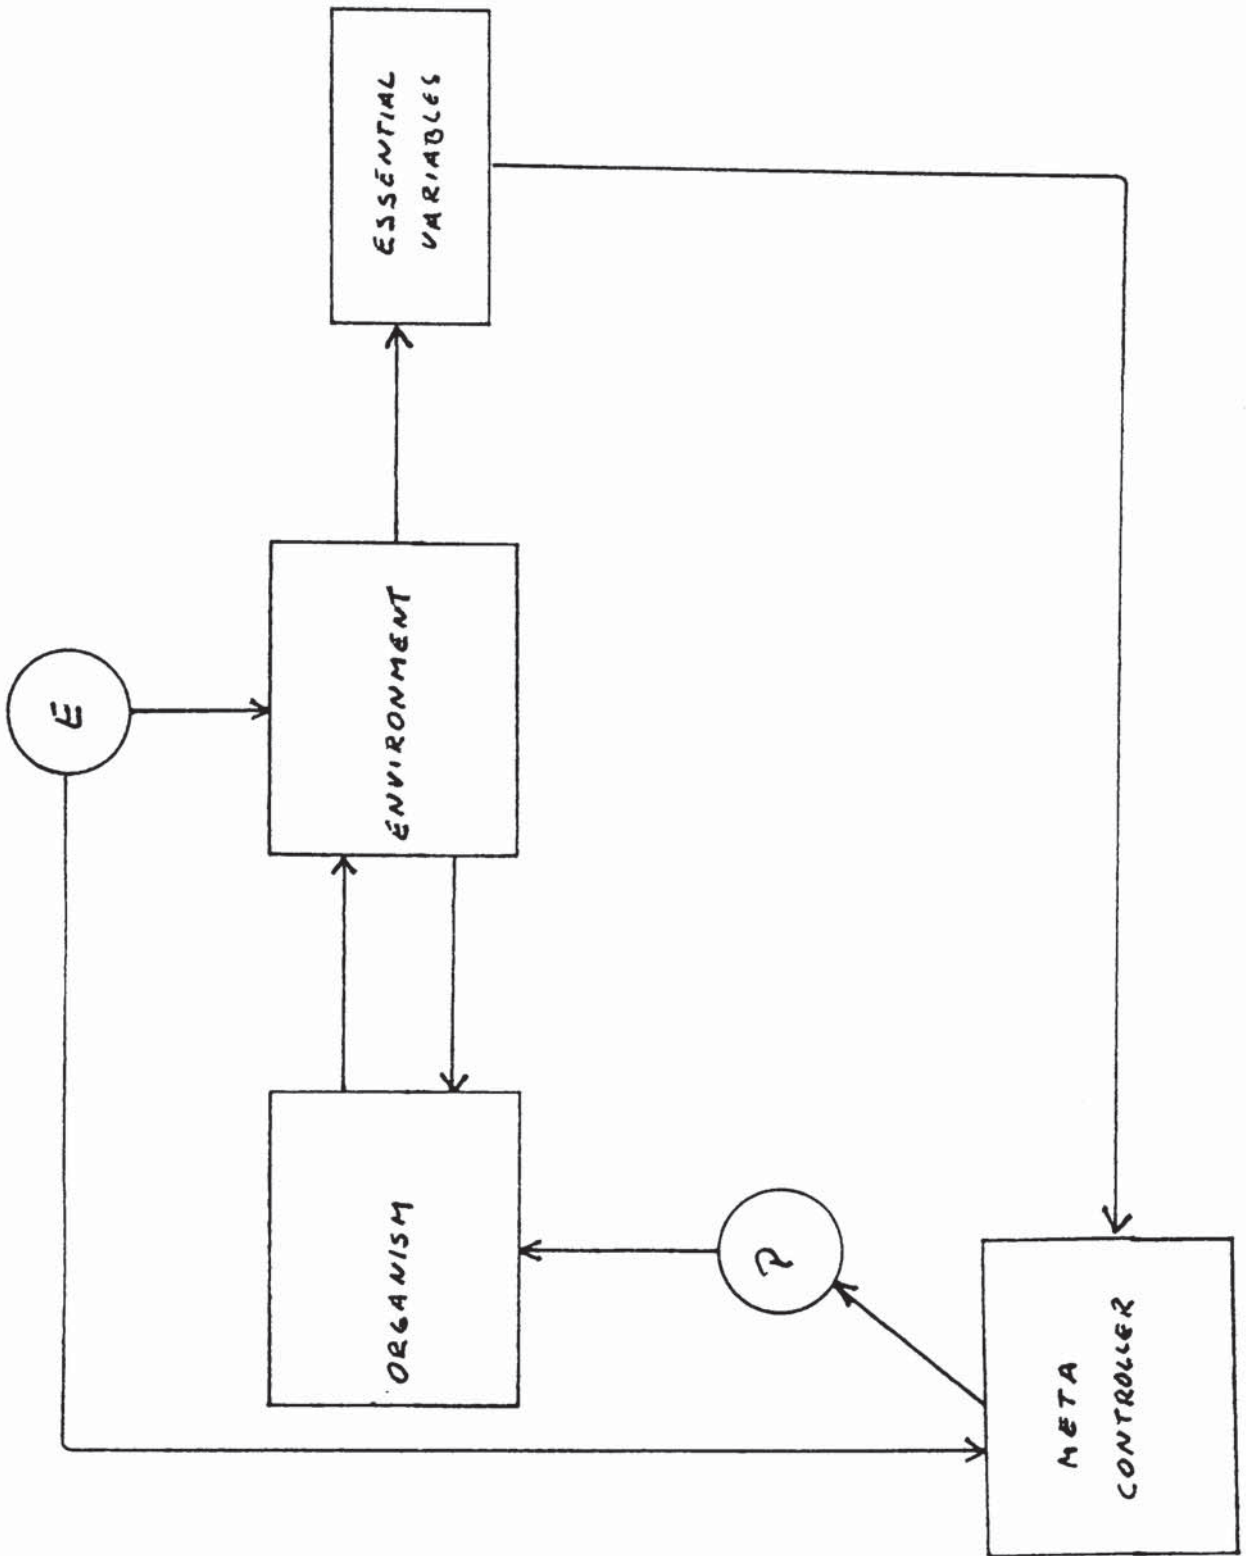 E
ESSENTIAL
VARIABLES
ENVIRONMENT
ORGANISM
META
CONTROLLER